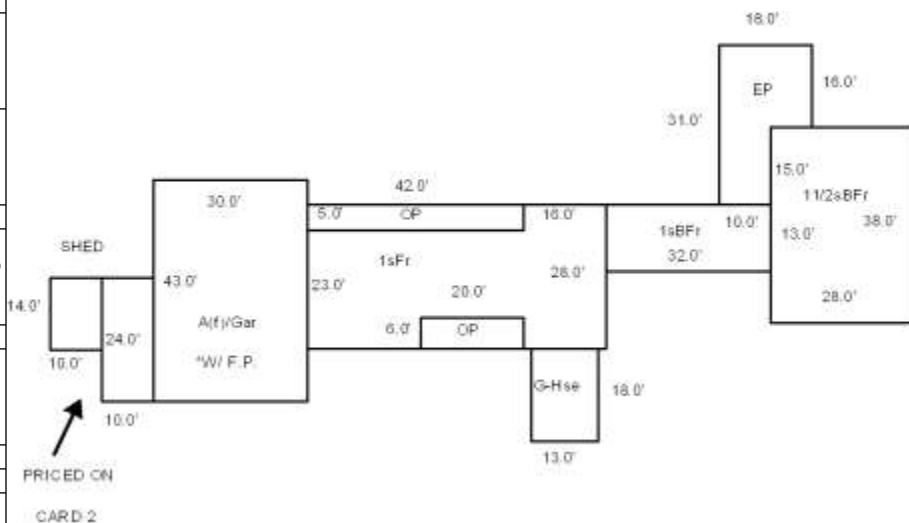 18.0'
EP
16.0'
31.0'
15.0'
11/2sBFr
42.0'
30.0'
5.0'
OP
16.0'
10.0'
1sBFr
13.0'
38.0'
SHED
1sFr
32.0'
28.0'
43.0'
23.0'
20.0'
28.0'
14.0'
24.0'
A(f)/Gar
6.0'
OP
10.0'
"W/ F.P.
G-Hse
18.0'
10.0'
13.0'
PRICED ON
CARD 2